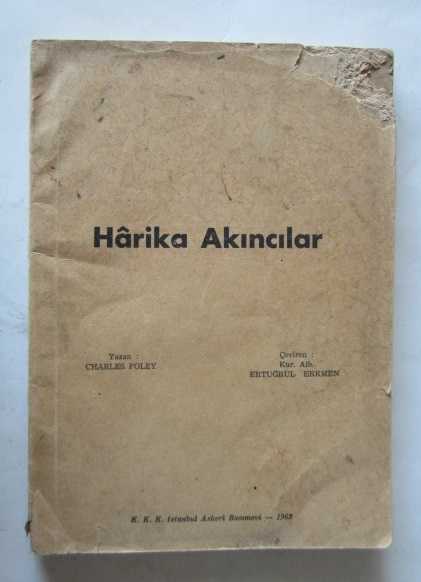 Hârika Akıncılar
Yazan :
CHARLES FOLEY
Çeviren :
Kur. Alb.
ERTUĞRUL ERKMEN
K. K. K. İstanbul Askerî Basımevi — 1962